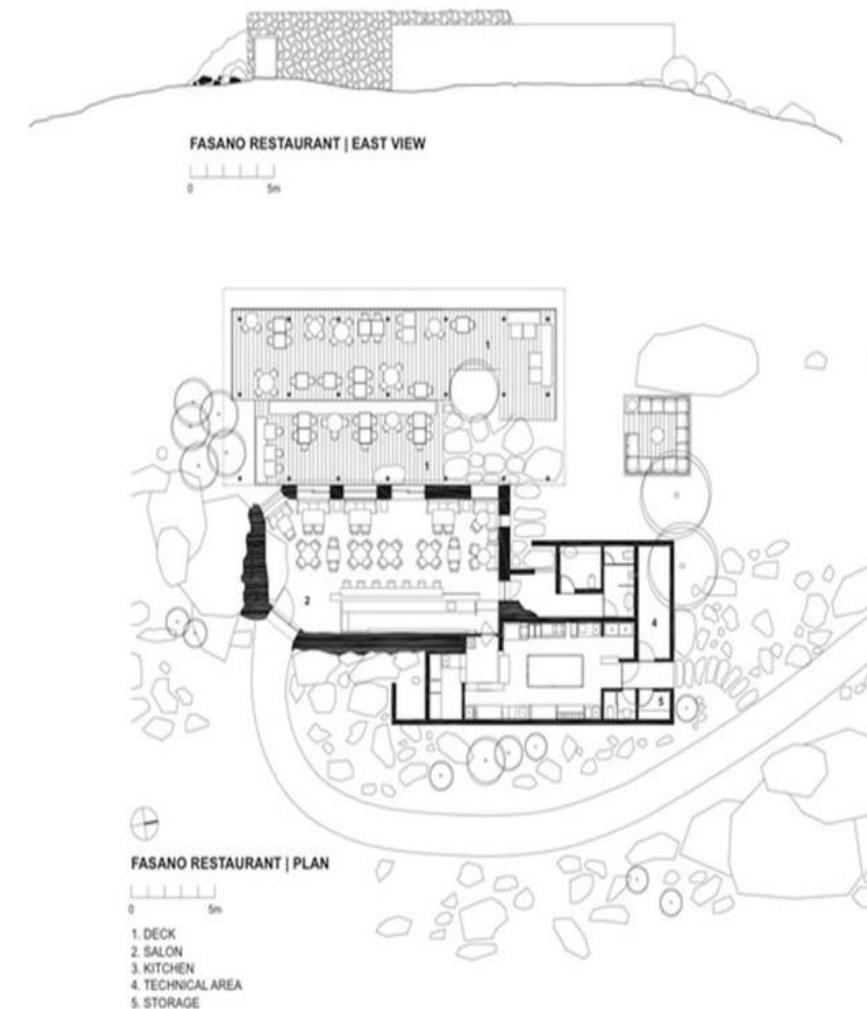 FASANO RESTAURANT | EAST VIEW
0 5m
1
1
2
4
5
FASANO RESTAURANT | PLAN
0 5m
1. DECK
2. SALON
3. KITCHEN
4. TECHNICAL AREA
5. STORAGE